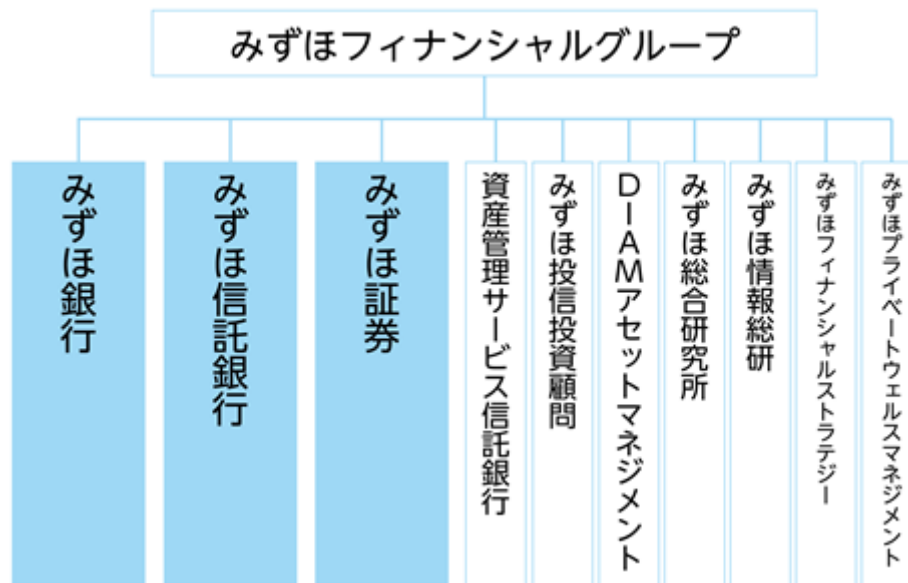 みずほフィナンシャルグループ
みずほ銀行
みずほ信託銀行
みずほ証券
資産管理サービス信託銀行
みずほ投信投資顧問
DIAMアセットマネジメント
みずほ総合研究所
みずほ情報総研
みずほフィナンシャルストラテジー
みずほプライベートウェルスマネジメント